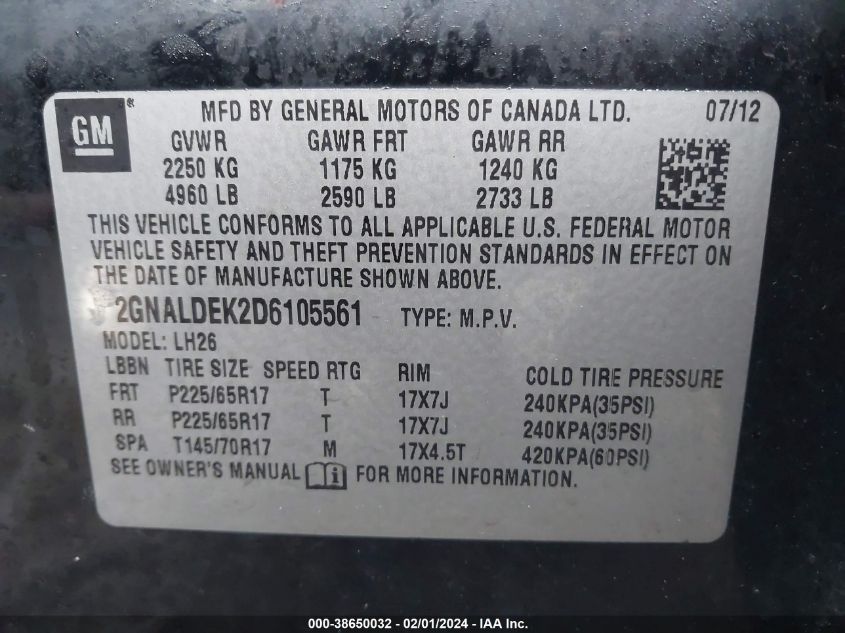 GM
MFD BY GENERAL MOTORS OF CANADA LTD. 07/12
GVWR GAWR FRT GAWR RR
2250 KG 1175 KG 1240 KG
4960 LB 2590 LB 2733 LB
THIS VEHICLE CONFORMS TO ALL APPLICABLE U.S. FEDERAL MOTOR
VEHICLE SAFETY AND THEFT PREVENTION STANDARDS IN EFFECT ON
THE DATE OF MANUFACTURE SHOWN ABOVE.
2GNALDEK2D6105561 TYPE: M.P.V.
MODEL: LH26
LBBN TIRE SIZE SPEED RTG RIM COLD TIRE PRESSURE
FRT P225/65R17 T 17X7J 240KPA(35PSI)
RR P225/65R17 T 17X7J 240KPA(35PSI)
SPA T145/70R17 M 17X4.5T 420KPA(60PSI)
SEE OWNER'S MANUAL i FOR MORE INFORMATION.
000-38650032 - 02/01/2024 - IAA Inc.